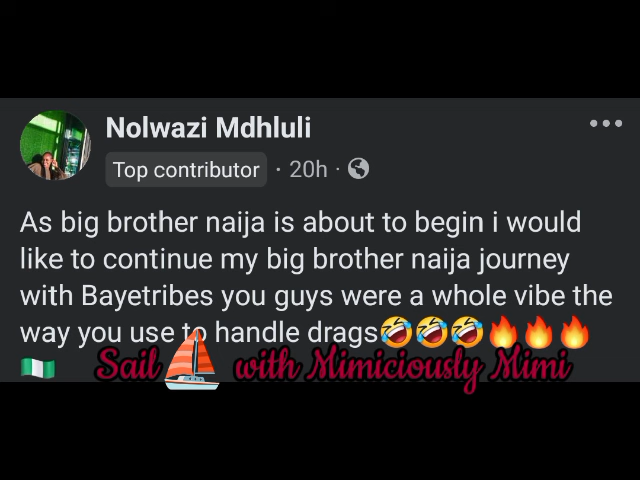 Nolwazi Mdhluli
Top contributor · 20h ·
As big brother naija is about to begin i would
like to continue my big brother naija journey
with Bayetribes you guys were a whole vibe the
way you use to handle drags🤣🤣🤣🔥🔥🔥
🇳🇬
Sail⛵with Mimiciously Mimi